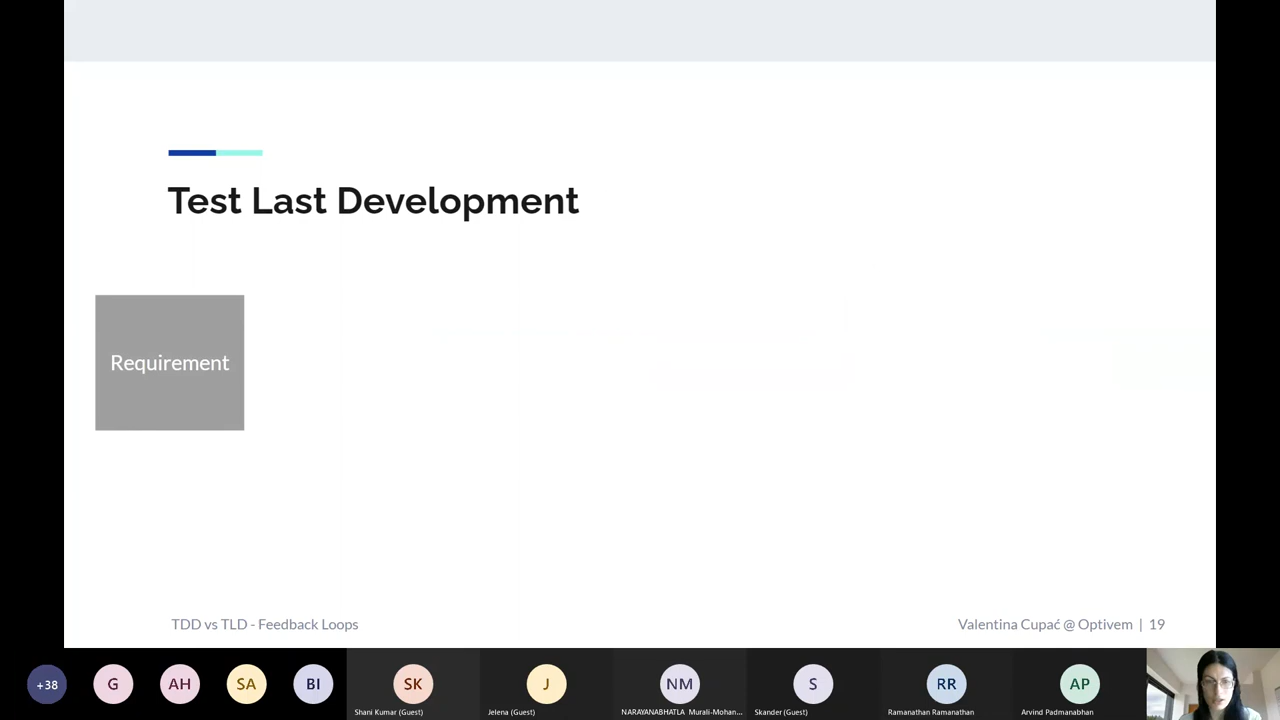 Test Last Development
Requirement
TDD vs TLD - Feedback Loops
Valentina Cupać @ Optivem | 19
+38
G
AH
SA
BI
SK
J
NM
S
RR
AP
Shani Kumar (Guest)
Jelena (Guest)
NARAYANABHATLA Murali-Mohan...
Skander (Guest)
Ramanathan Ramanathan
Arvind Padmanabhan